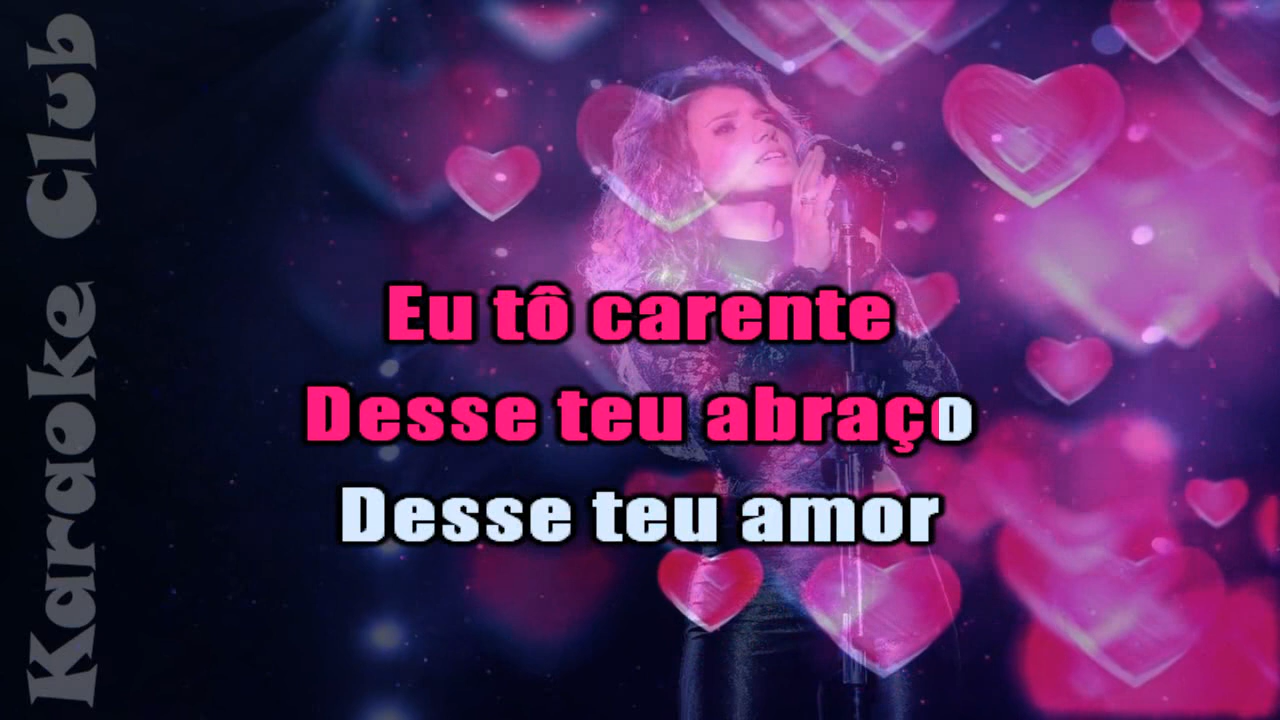 Karaoke Club
Eu tô carente
Desse teu abraço
Desse teu amor